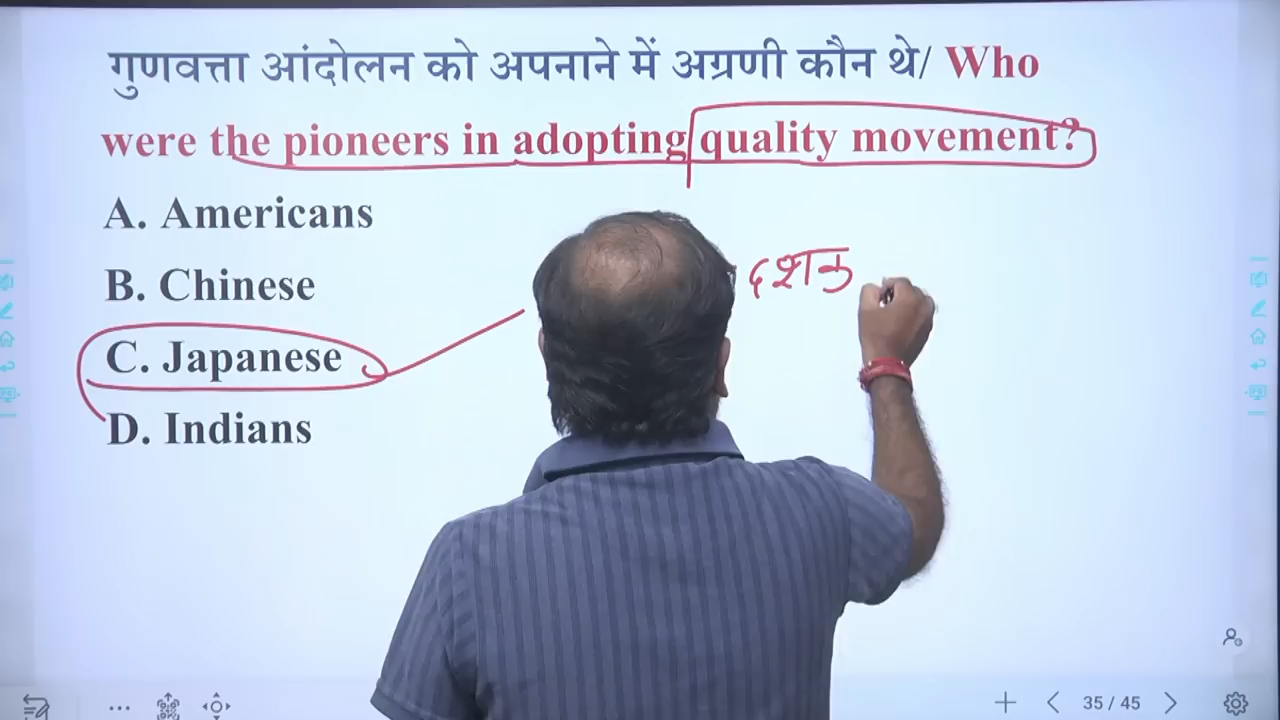 गुणवत्ता आंदोलन को अपनाने में अग्रणी कौन थे/ Who
were the pioneers in adopting quality movement?
A. Americans
B. Chinese
दशक
C. Japanese
D. Indians
35 / 45